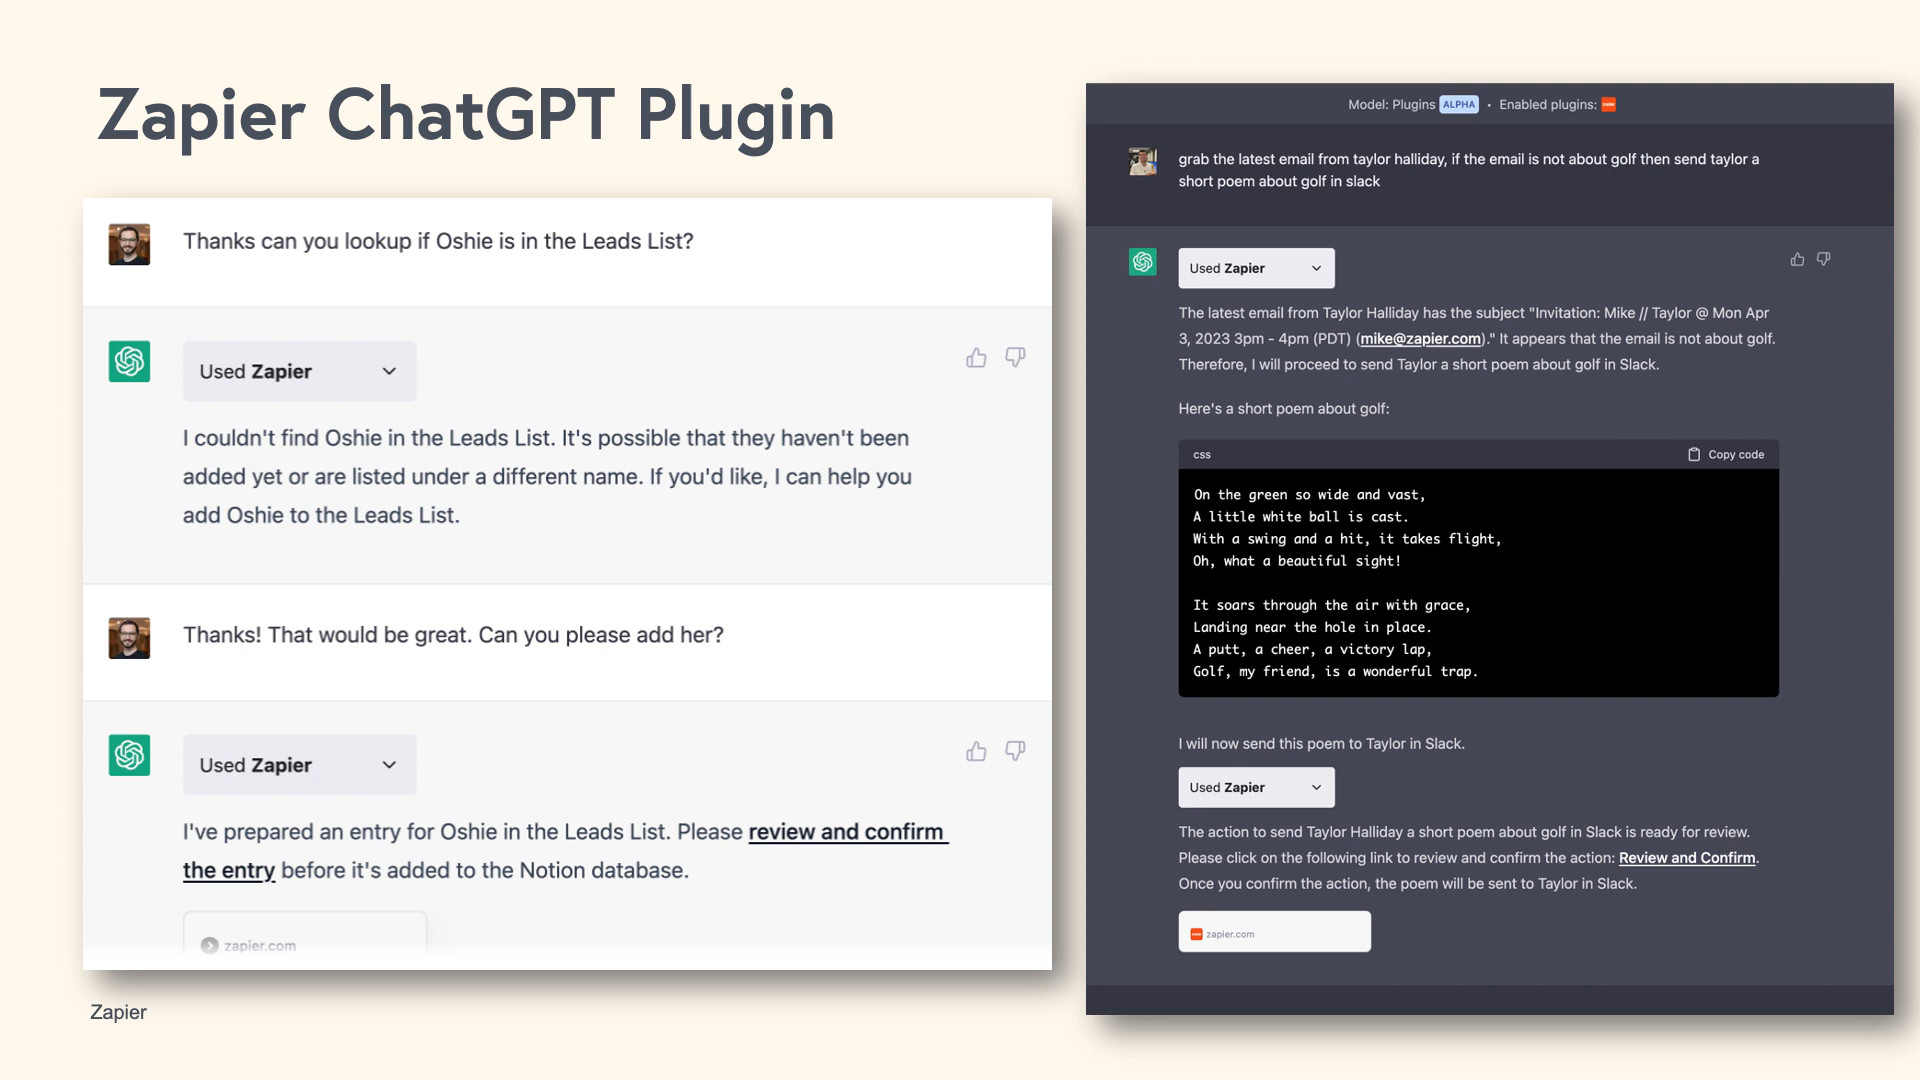 Zapier ChatGPT Plugin
Thanks can you lookup if Oshie is in the Leads List?
Used Zapier
I couldn't find Oshie in the Leads List. It's possible that they haven't been
added yet or are listed under a different name. If you'd like, I can help you
add Oshie to the Leads List.
Thanks! That would be great. Can you please add her?
Used Zapier
I've prepared an entry for Oshie in the Leads List. Please review and confirm
the entry before it's added to the Notion database.
zapier.com
Zapier
Model: Plugins ALPHA • Enabled plugins:
grab the latest email from taylor halliday, if the email is not about golf then send taylor a
short poem about golf in slack
Used Zapier
The latest email from Taylor Halliday has the subject "Invitation: Mike // Taylor @ Mon Apr
3, 2023 3pm - 4pm (PDT) (mike@zapier.com)." It appears that the email is not about golf.
Therefore, I will proceed to send Taylor a short poem about golf in Slack.
Here's a short poem about golf:
css Copy code
On the green so wide and vast,
A little white ball is cast.
With a swing and a hit, it takes flight,
Oh, what a beautiful sight!
It soars through the air with grace,
Landing near the hole in place.
A putt, a cheer, a victory lap,
Golf, my friend, is a wonderful trap.
I will now send this poem to Taylor in Slack.
Used Zapier
The action to send Taylor Halliday a short poem about golf in Slack is ready for review.
Please click on the following link to review and confirm the action: Review and Confirm.
Once you confirm the action, the poem will be sent to Taylor in Slack.
zapier.com